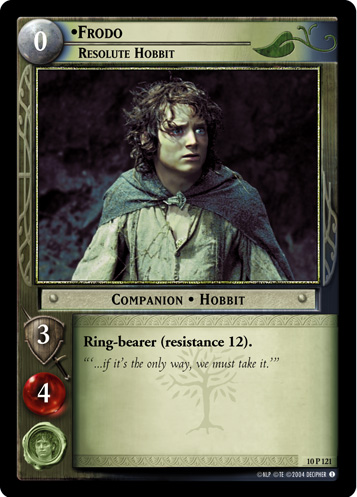 0
•Frodo
Resolute Hobbit
Companion • Hobbit
3
Ring-bearer (resistance 12).
“‘...if it’s the only way, we must take it.’”
4
10 P 121
©NLP ™©TE ©2004 DECIPHER